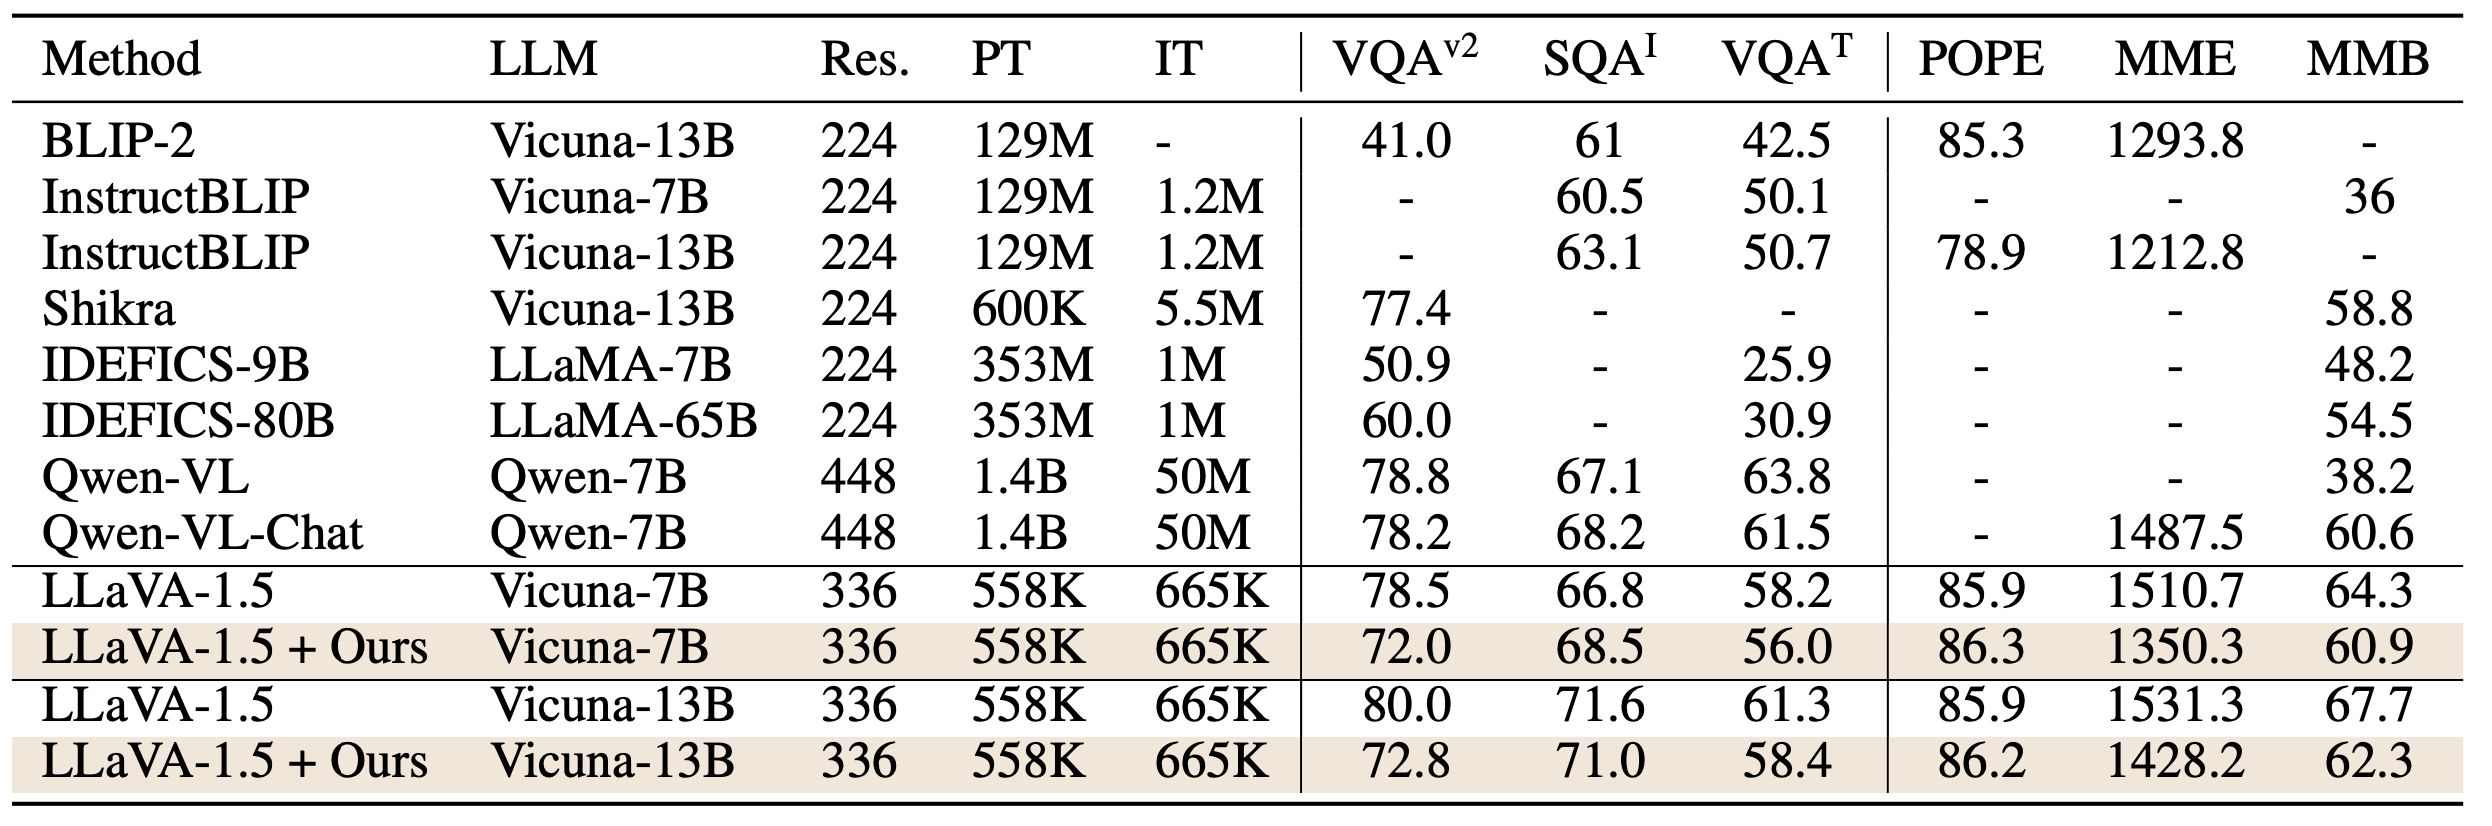 Method LLM Res. PT IT VQA^v2 SQA^I VQA^T POPE MME MMB
BLIP-2 Vicuna-13B 224 129M - 41.0 61 42.5 85.3 1293.8 -
InstructBLIP Vicuna-7B 224 129M 1.2M - 60.5 50.1 - - 36
InstructBLIP Vicuna-13B 224 129M 1.2M - 63.1 50.7 78.9 1212.8 -
Shikra Vicuna-13B 224 600K 5.5M 77.4 - - - - 58.8
IDEFICS-9B LLaMA-7B 224 353M 1M 50.9 - 25.9 - - 48.2
IDEFICS-80B LLaMA-65B 224 353M 1M 60.0 - 30.9 - - 54.5
Qwen-VL Qwen-7B 448 1.4B 50M 78.8 67.1 63.8 - - 38.2
Qwen-VL-Chat Qwen-7B 448 1.4B 50M 78.2 68.2 61.5 - 1487.5 60.6
LLaVA-1.5 Vicuna-7B 336 558K 665K 78.5 66.8 58.2 85.9 1510.7 64.3
LLaVA-1.5 + Ours Vicuna-7B 336 558K 665K 72.0 68.5 56.0 86.3 1350.3 60.9
LLaVA-1.5 Vicuna-13B 336 558K 665K 80.0 71.6 61.3 85.9 1531.3 67.7
LLaVA-1.5 + Ours Vicuna-13B 336 558K 665K 72.8 71.0 58.4 86.2 1428.2 62.3